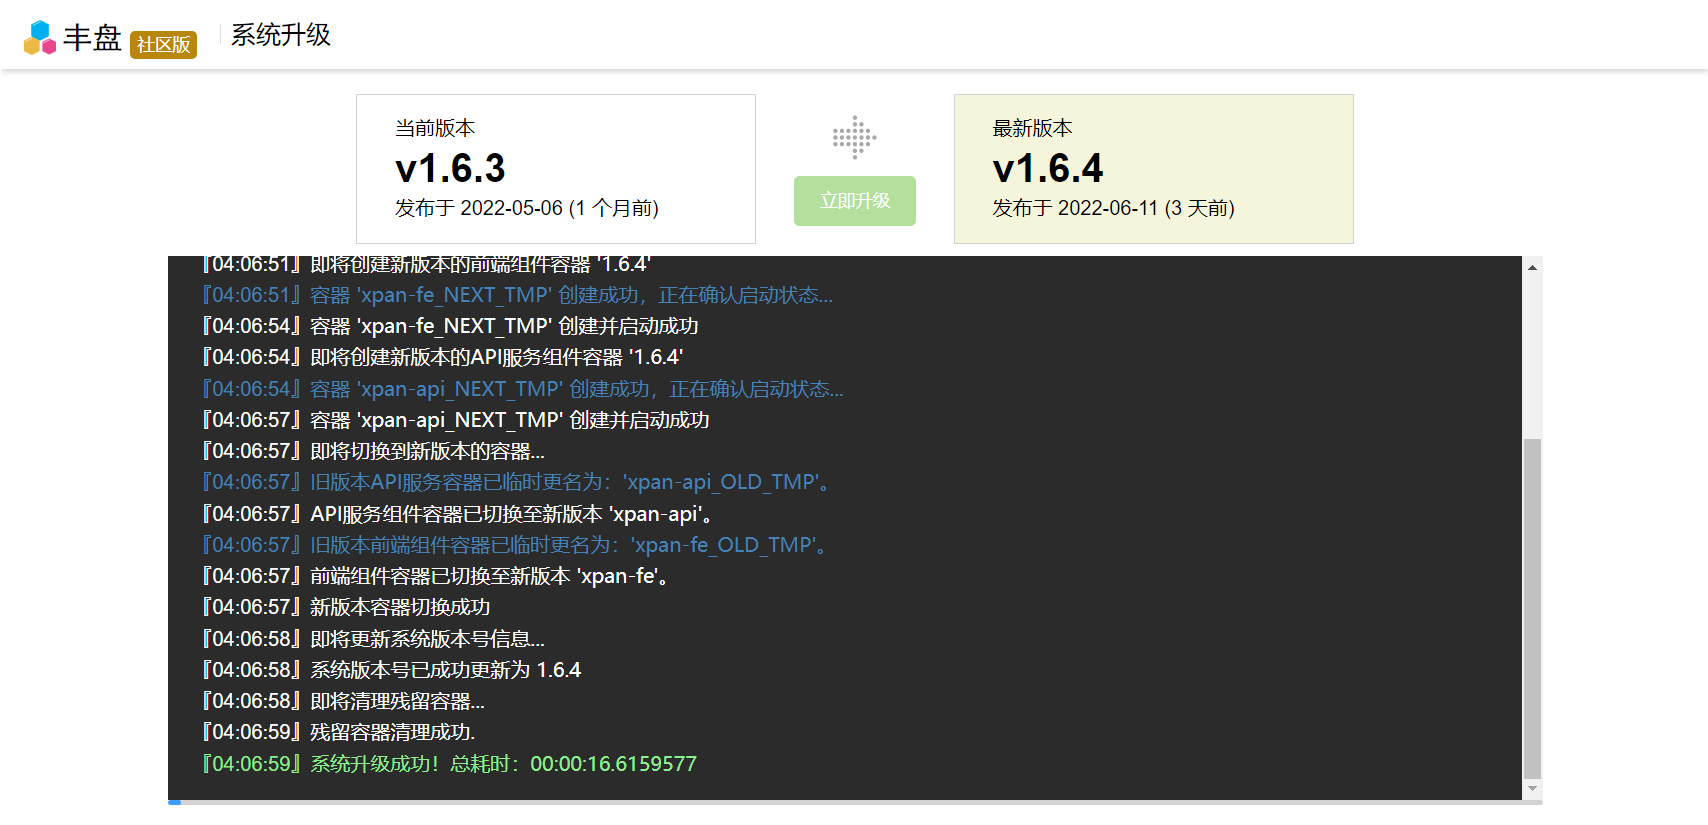 丰盘 社区版 系统升级
当前版本
v1.6.3
发布于 2022-05-06 (1 个月前)
立即升级
最新版本
v1.6.4
发布于 2022-06-11 (3 天前)
『04:06:51』即将创建新版本的前端组件容器 '1.6.4'
『04:06:51』容器 'xpan-fe_NEXT_TMP' 创建成功，正在确认启动状态...
『04:06:54』容器 'xpan-fe_NEXT_TMP' 创建并启动成功
『04:06:54』即将创建新版本的API服务组件容器 '1.6.4'
『04:06:54』容器 'xpan-api_NEXT_TMP' 创建成功，正在确认启动状态...
『04:06:57』容器 'xpan-api_NEXT_TMP' 创建并启动成功
『04:06:57』即将切换到新版本的容器...
『04:06:57』旧版本API服务容器已临时更名为：'xpan-api_OLD_TMP'。
『04:06:57』API服务组件容器已切换至新版本 'xpan-api'。
『04:06:57』旧版本前端组件容器已临时更名为：'xpan-fe_OLD_TMP'。
『04:06:57』前端组件容器已切换至新版本 'xpan-fe'。
『04:06:57』新版本容器切换成功
『04:06:58』即将更新系统版本号信息...
『04:06:58』系统版本号已成功更新为 1.6.4
『04:06:58』即将清理残留容器...
『04:06:59』残留容器清理成功.
『04:06:59』系统升级成功！总耗时：00:00:16.6159577